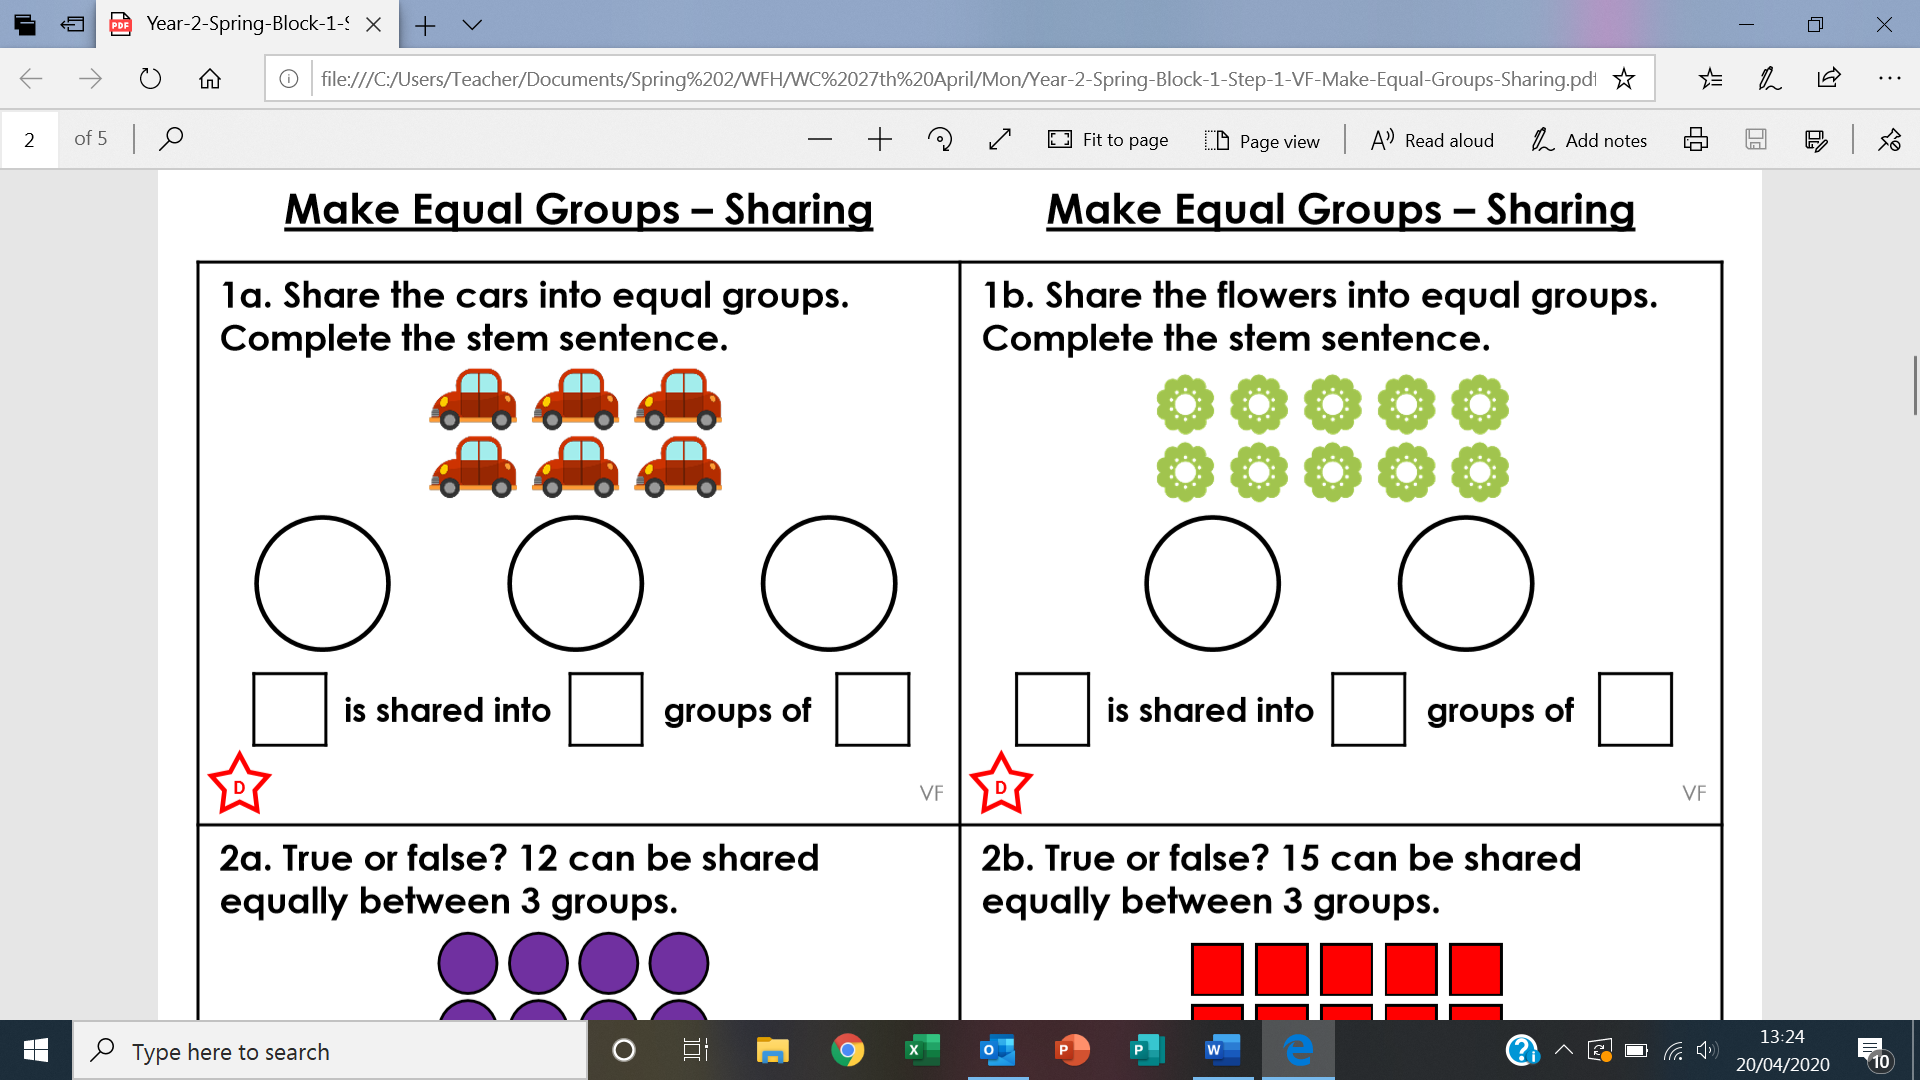 Year-2-Spring-Block-1-S
file:///C:/Users/Teacher/Documents/Spring%202/WFH/WC%2027th%20April/Mon/Year-2-Spring-Block-1-Step-1-VF-Make-Equal-Groups-Sharing.pdf
2 of 5
Fit to page
Page view
Read aloud
Add notes
Make Equal Groups – Sharing
1a. Share the cars into equal groups.
Complete the stem sentence.
is shared into groups of
D
VF
Make Equal Groups – Sharing
1b. Share the flowers into equal groups.
Complete the stem sentence.
is shared into groups of
D
VF
2a. True or false? 12 can be shared
equally between 3 groups.
2b. True or false? 15 can be shared
equally between 3 groups.
Type here to search
13:24
20/04/2020
10